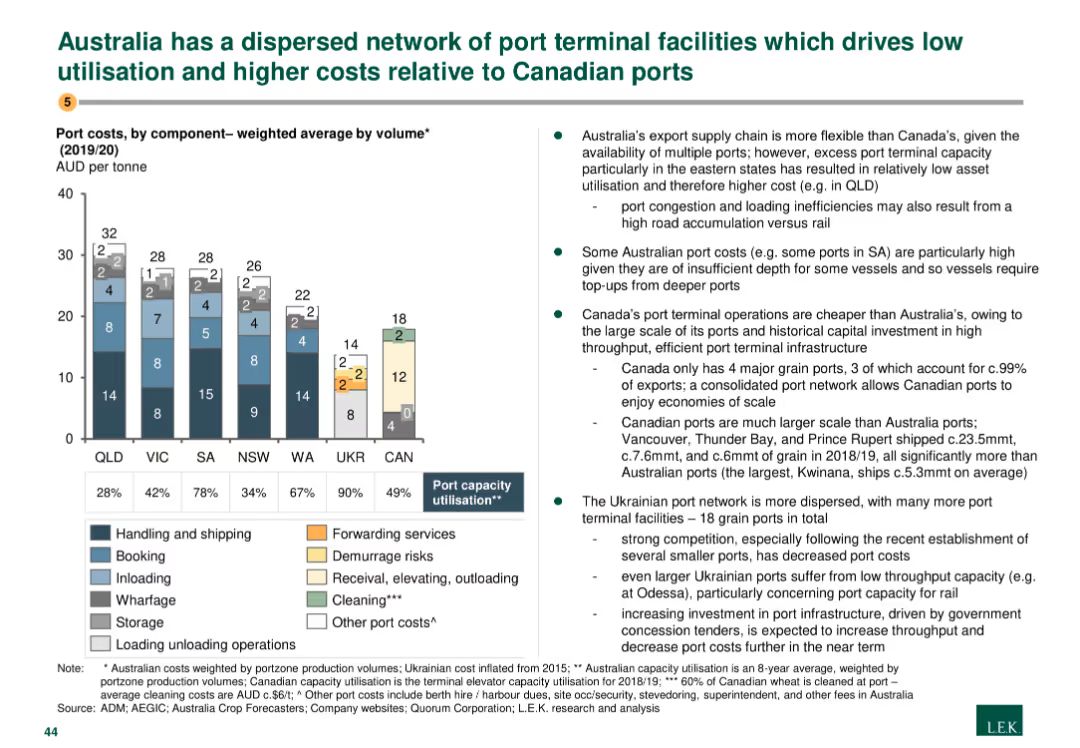 Australia has a dispersed network of port terminal facilities which drives low
utilisation and higher costs relative to Canadian ports
5
Port costs, by component– weighted average by volume*
(2019/20)
AUD per tonne
40
30
20
10
0
32
2
2
2
4
8
14
28
1
1
2
7
8
8
28
2
2
4
5
15
26
2
2
2
4
8
9
22
2
2
4
14
14
2
2
2
8
18
2
12
0
4
QLD VIC SA NSW WA UKR CAN
28% 42% 78% 34% 67% 90% 49% Port capacity
utilisation**
Handling and shipping
Booking
Inloading
Wharfage
Storage
Loading unloading operations
Forwarding services
Demurrage risks
Receival, elevating, outloading
Cleaning***
Other port costs^
● Australia's export supply chain is more flexible than Canada's, given the
availability of multiple ports; however, excess port terminal capacity
particularly in the eastern states has resulted in relatively low asset
utilisation and therefore higher cost (e.g. in QLD)
- port congestion and loading inefficiencies may also result from a
high road accumulation versus rail
● Some Australian port costs (e.g. some ports in SA) are particularly high
given they are of insufficient depth for some vessels and so vessels require
top-ups from deeper ports
● Canada's port terminal operations are cheaper than Australia's, owing to
the large scale of its ports and historical capital investment in high
throughput, efficient port terminal infrastructure
- Canada only has 4 major grain ports, 3 of which account for c.99%
of exports; a consolidated port network allows Canadian ports to
enjoy economies of scale
- Canadian ports are much larger scale than Australia ports;
Vancouver, Thunder Bay, and Prince Rupert shipped c.23.5mmt,
c.7.6mmt, and c.6mmt of grain in 2018/19, all significantly more than
Australian ports (the largest, Kwinana, ships c.5.3mmt on average)
● The Ukrainian port network is more dispersed, with many more port
terminal facilities – 18 grain ports in total
- strong competition, especially following the recent establishment of
several smaller ports, has decreased port costs
- even larger Ukrainian ports suffer from low throughput capacity (e.g.
at Odessa), particularly concerning port capacity for rail
- increasing investment in port infrastructure, driven by government
concession tenders, is expected to increase throughput and
decrease port costs further in the near term
Note: * Australian costs weighted by portzone production volumes; Ukrainian cost inflated from 2015; ** Australian capacity utilisation is an 8-year average, weighted by
portzone production volumes; Canadian capacity utilisation is the terminal elevator capacity utilisation for 2018/19; *** 60% of Canadian wheat is cleaned at port –
average cleaning costs are AUD c.$6/t; ^ Other port costs include berth hire / harbour dues, site occ/security, stevedoring, superintendent, and other fees in Australia
Source: ADM; AEGIC; Australia Crop Forecasters; Company websites; Quorum Corporation; L.E.K. research and analysis
44
L.E.K.